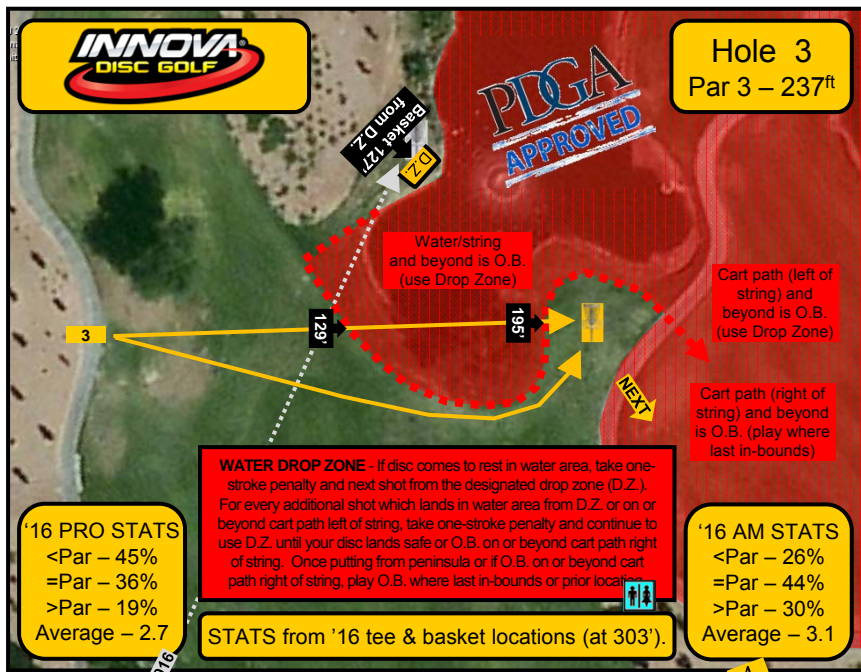 INNOVA®
DISC GOLF
Hole 3
Par 3 – 237ft
PDGA
APPROVED
Basket 127'
from D.Z.
D.Z.
Water/string
and beyond is O.B.
(use Drop Zone)
Cart path (left of
string) and
beyond is O.B.
(use Drop Zone)
3
129'
195'
NEXT
Cart path (right of
string) and beyond
is O.B. (play where
last in-bounds)
WATER DROP ZONE - If disc comes to rest in water area, take one-
stroke penalty and next shot from the designated drop zone (D.Z.).
For every additional shot which lands in water area from D.Z. or on or
beyond cart path left of string, take one-stroke penalty and continue to
use D.Z. until your disc lands safe or O.B. on or beyond cart path right
of string. Once putting from peninsula or if O.B. on or beyond cart
path right of string, play O.B. where last in-bounds or prior location.
'16 PRO STATS
<Par – 45%
=Par – 36%
>Par – 19%
Average – 2.7
'16 AM STATS
<Par – 26%
=Par – 44%
>Par – 30%
Average – 3.1
STATS from '16 tee & basket locations (at 303').
4